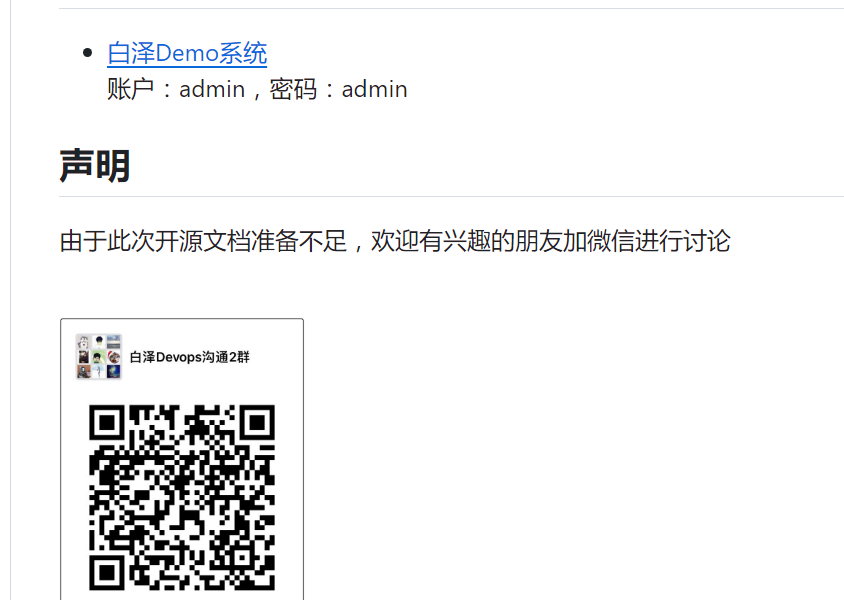 白泽Demo系统
账户：admin，密码：admin
声明
由于此次开源文档准备不足，欢迎有兴趣的朋友加微信进行讨论
白泽Devops沟通2群